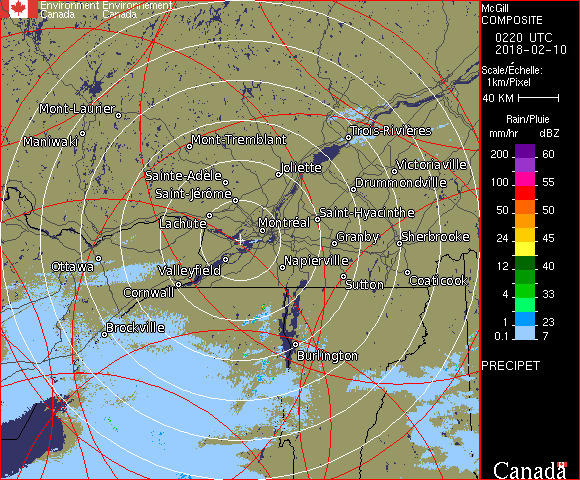 Environment Environnement
Canada Canada
McGill
COMPOSITE
0220 UTC
2018-02-10
Scale/Échelle:
1km/Pixel
40 KM
Rain/Pluie
mm/hr dBZ
200 60
150 57
100 55
50 50
24 45
12 40
4 33
1 23
0.1 7
PRECIPET
Canada
Mont-Laurier
Maniwaki
Mont-Tremblant
Trois-Rivières
Joliette
Victoriaville
Sainte-Adèle
Drummondville
Saint-Jérôme
Lachute
Montréal
Saint-Hyacinthe
Granby
Sherbrooke
Ottawa
Valleyfield
Napierville
Cornwall
Sutton
Coaticook
Brockville
Burlington